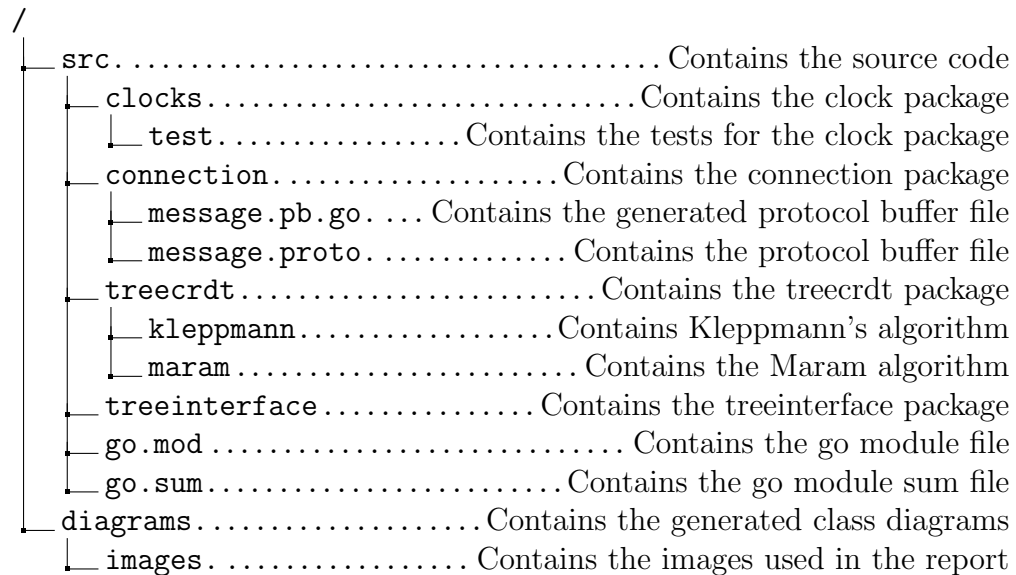 /
src. . . . . . . . . . . . . . . . . . . . . . . . . . . . . . . . . . . . . Contains the source code
clocks. . . . . . . . . . . . . . . . . . . . . . . . . . . . . Contains the clock package
test. . . . . . . . . . . . . . . . . Contains the tests for the clock package
connection. . . . . . . . . . . . . . . . . . . . Contains the connection package
message.pb.go. . . . . Contains the generated protocol buffer file
message.proto. . . . . . . . . . . . . . Contains the protocol buffer file
treecrdt. . . . . . . . . . . . . . . . . . . . . . . . . Contains the treecrdt package
kleppmann. . . . . . . . . . . . . . . . . . Contains Kleppmann's algorithm
maram . . . . . . . . . . . . . . . . . . . . . . . . Contains the Maram algorithm
treeinterface. . . . . . . . . . . . . . . Contains the treeinterface package
go.mod . . . . . . . . . . . . . . . . . . . . . . . . . . . . Contains the go module file
go.sum. . . . . . . . . . . . . . . . . . . . . . . . Contains the go module sum file
diagrams. . . . . . . . . . . . . . . . . . . . Contains the generated class diagrams
images. . . . . . . . . . . . . . . . . . Contains the images used in the report